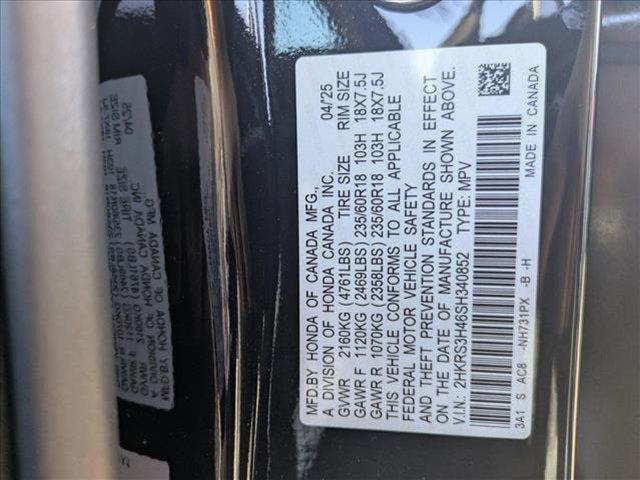 MFD.BY HONDA OF CANADA MFG.,
A DIVISION OF HONDA CANADA INC. 04/25
GVWR 2160KG (4761LBS) TIRE SIZE RIM SIZE
GAWR F 1120KG (2469LBS) 235/60R18 103H 18X7.5J
GAWR R 1070KG (2358LBS) 235/60R18 103H 18X7.5J
THIS VEHICLE CONFORMS TO ALL APPLICABLE
FEDERAL MOTOR VEHICLE SAFETY
AND THEFT PREVENTION STANDARDS IN EFFECT
ON THE DATE OF MANUFACTURE SHOWN ABOVE.
V.I.N.: 2HKRS3H46SH340852 TYPE: MPV
3A1 S AC8 -NH731PX -B -H MADE IN CANADA